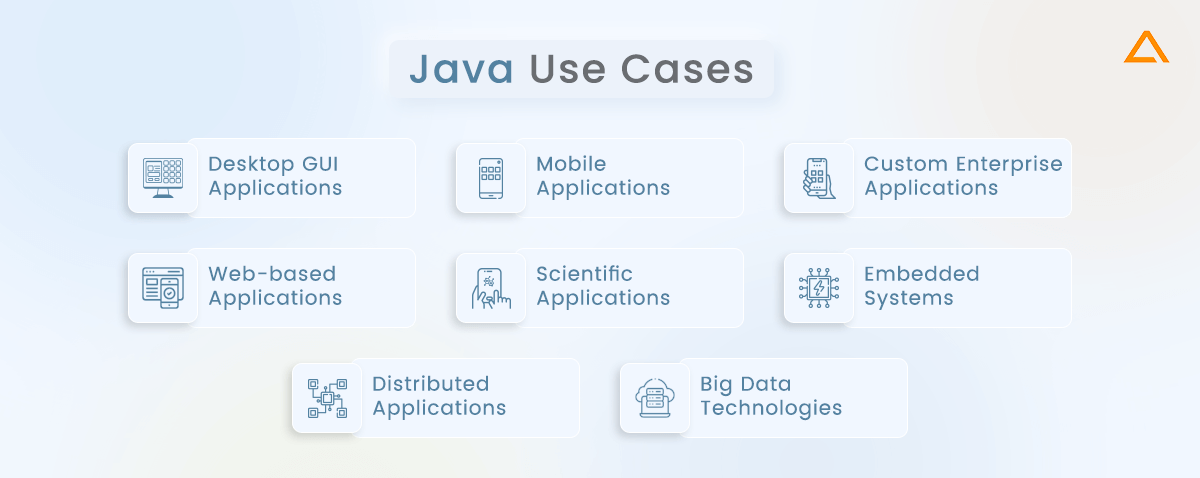 Java Use Cases
Desktop GUI
Applications
Mobile
Applications
Custom Enterprise
Applications
Web-based
Applications
Scientific
Applications
Embedded
Systems
Distributed
Applications
Big Data
Technologies